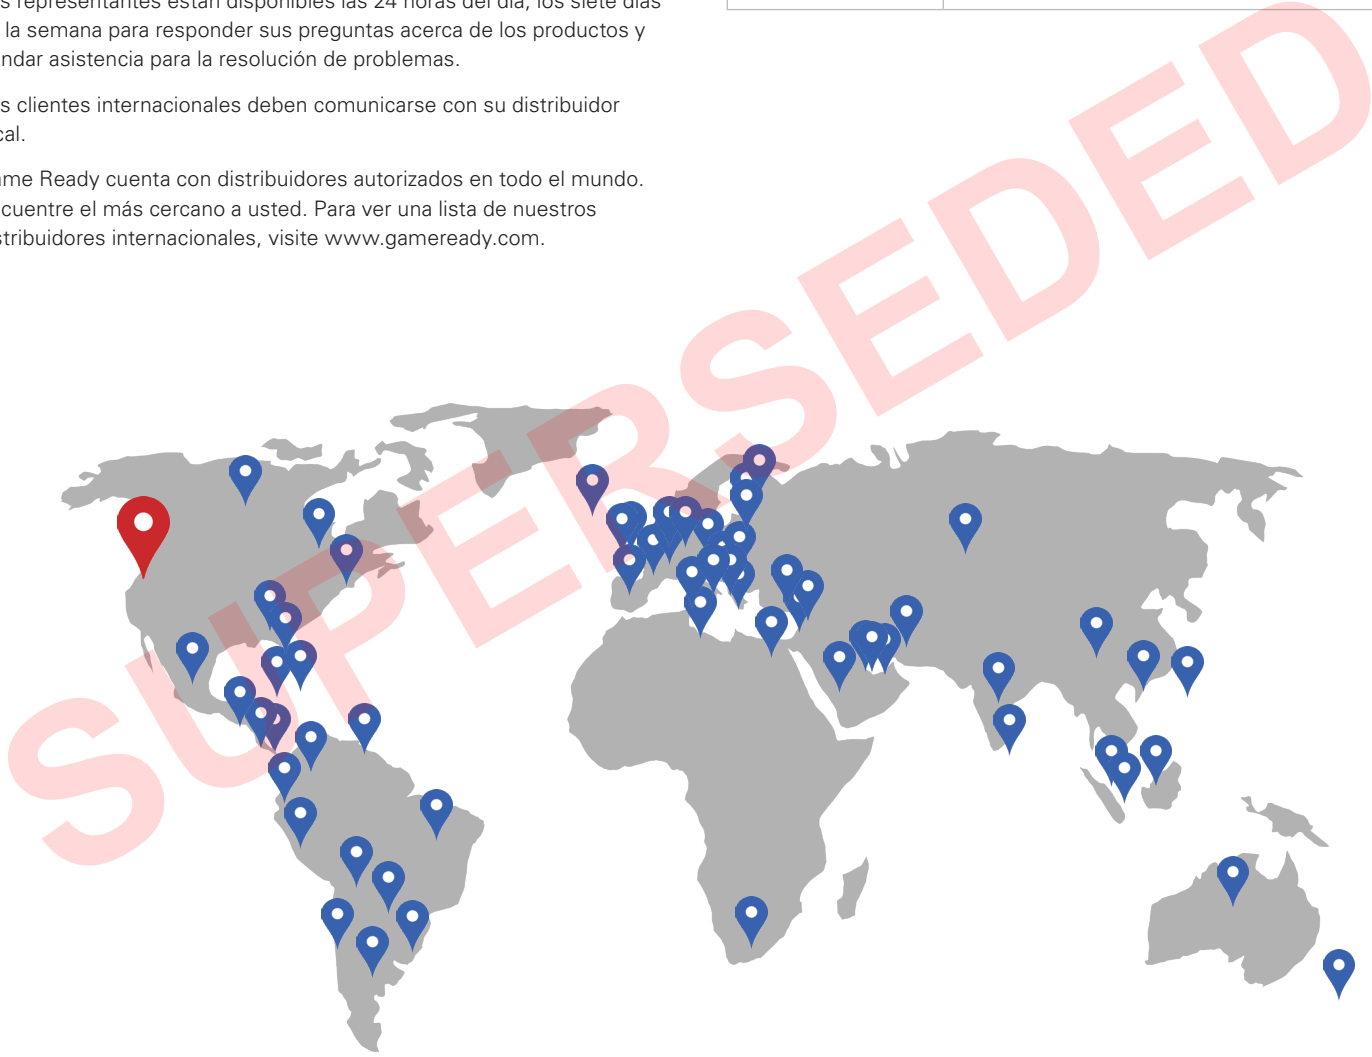 s representantes están disponibles las 24 horas del día, los siete días
la semana para responder sus preguntas acerca de los productos y
ndar asistencia para la resolución de problemas.
s clientes internacionales deben comunicarse con su distribuidor
cal.
ame Ready cuenta con distribuidores autorizados en todo el mundo.
cuentre el más cercano a usted. Para ver una lista de nuestros
stribuidores internacionales, visite www.gameready.com.
SUPERSEDED